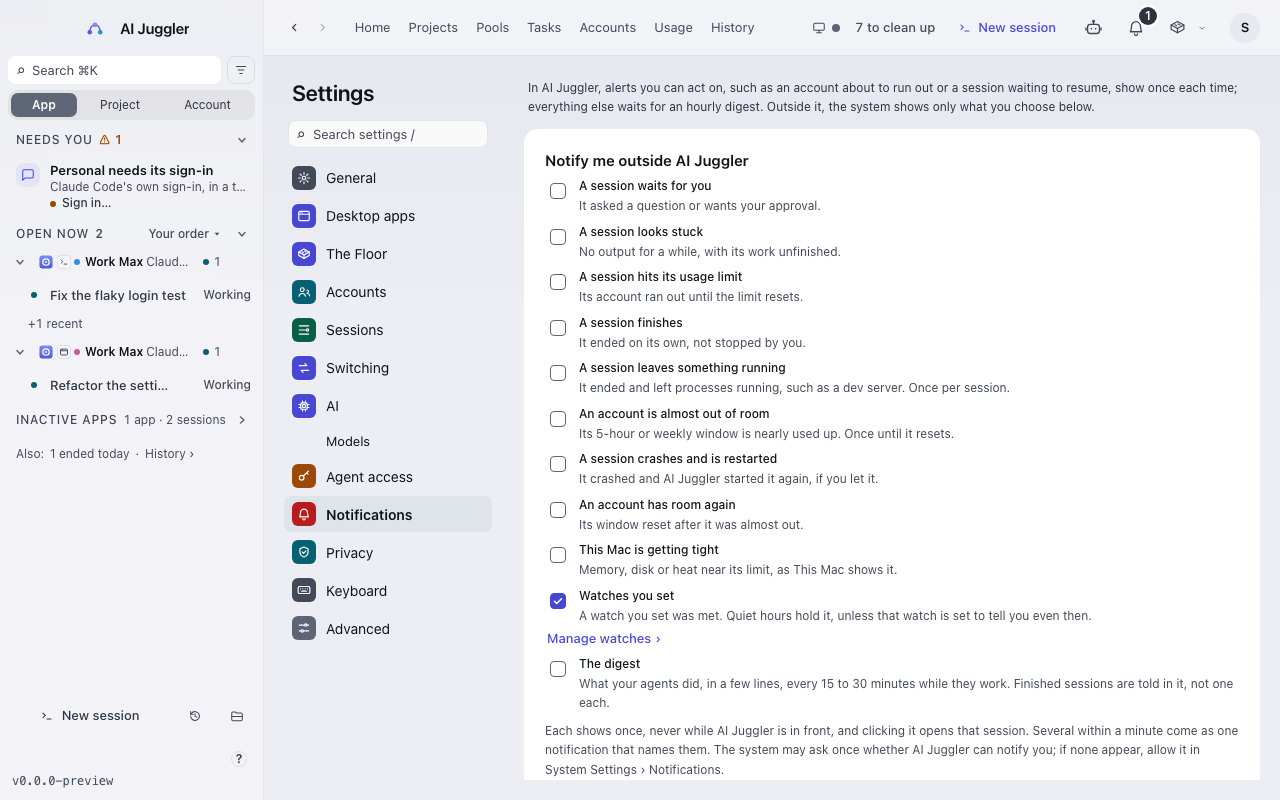 AI Juggler
Search ⌘K
App
Project
Account
NEEDS YOU
1
Personal needs its sign-in
Claude Code's own sign-in, in a t…
Sign in…
OPEN NOW 2
Your order
Work Max Claud…
1
Fix the flaky login test
Working
+1 recent
Work Max Claud…
1
Refactor the setti…
Working
INACTIVE APPS
1 app · 2 sessions
Also: 1 ended today · History ›
New session
?
v0.0.0-preview
Home
Projects
Pools
Tasks
Accounts
Usage
History
7 to clean up
New session
1
S
Settings
Search settings /
General
Desktop apps
The Floor
Accounts
Sessions
Switching
AI
Models
Agent access
Notifications
Privacy
Keyboard
Advanced
In AI Juggler, alerts you can act on, such as an account about to run out or a session waiting to resume, show once each time;
everything else waits for an hourly digest. Outside it, the system shows only what you choose below.
Notify me outside AI Juggler
A session waits for you
It asked a question or wants your approval.
A session looks stuck
No output for a while, with its work unfinished.
A session hits its usage limit
Its account ran out until the limit resets.
A session finishes
It ended on its own, not stopped by you.
A session leaves something running
It ended and left processes running, such as a dev server. Once per session.
An account is almost out of room
Its 5-hour or weekly window is nearly used up. Once until it resets.
A session crashes and is restarted
It crashed and AI Juggler started it again, if you let it.
An account has room again
Its window reset after it was almost out.
This Mac is getting tight
Memory, disk or heat near its limit, as This Mac shows it.
Watches you set
A watch you set was met. Quiet hours hold it, unless that watch is set to tell you even then.
Manage watches ›
The digest
What your agents did, in a few lines, every 15 to 30 minutes while they work. Finished sessions are told in it, not one
each.
Each shows once, never while AI Juggler is in front, and clicking it opens that session. Several within a minute come as one
notification that names them. The system may ask once whether AI Juggler can notify you; if none appear, allow it in
System Settings › Notifications.